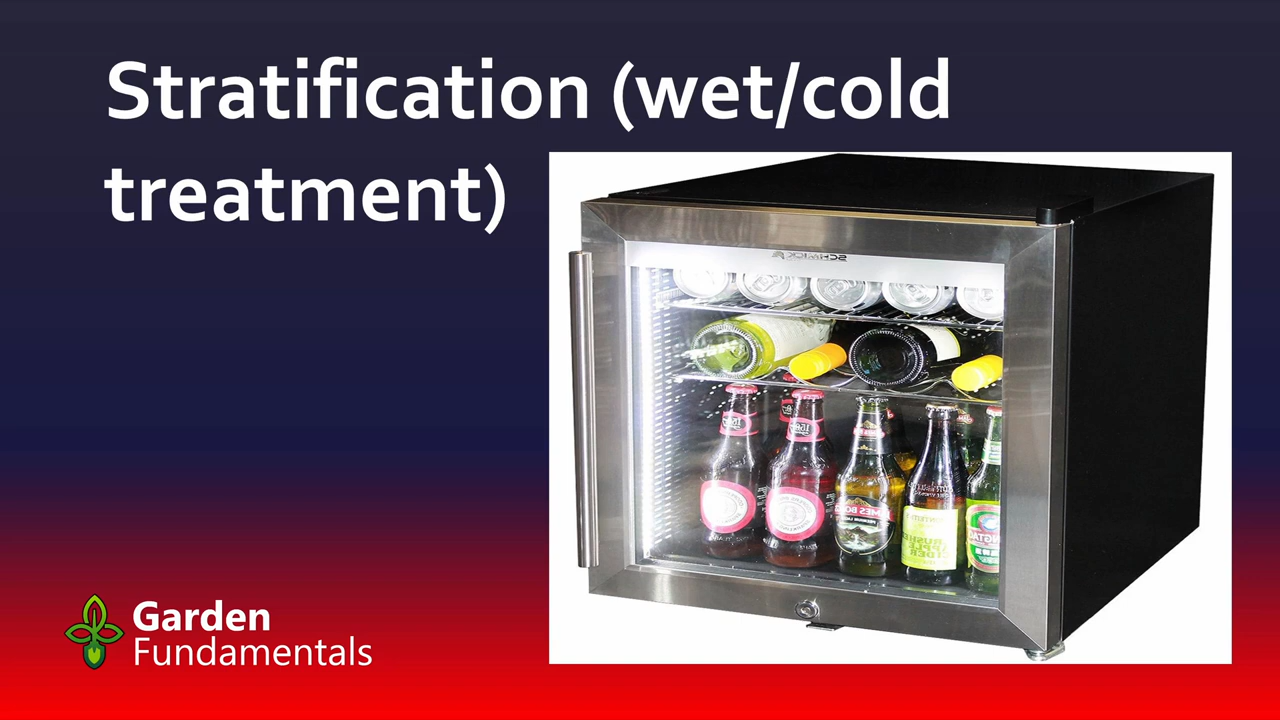 Stratification (wet/cold
treatment)
Garden
Fundamentals